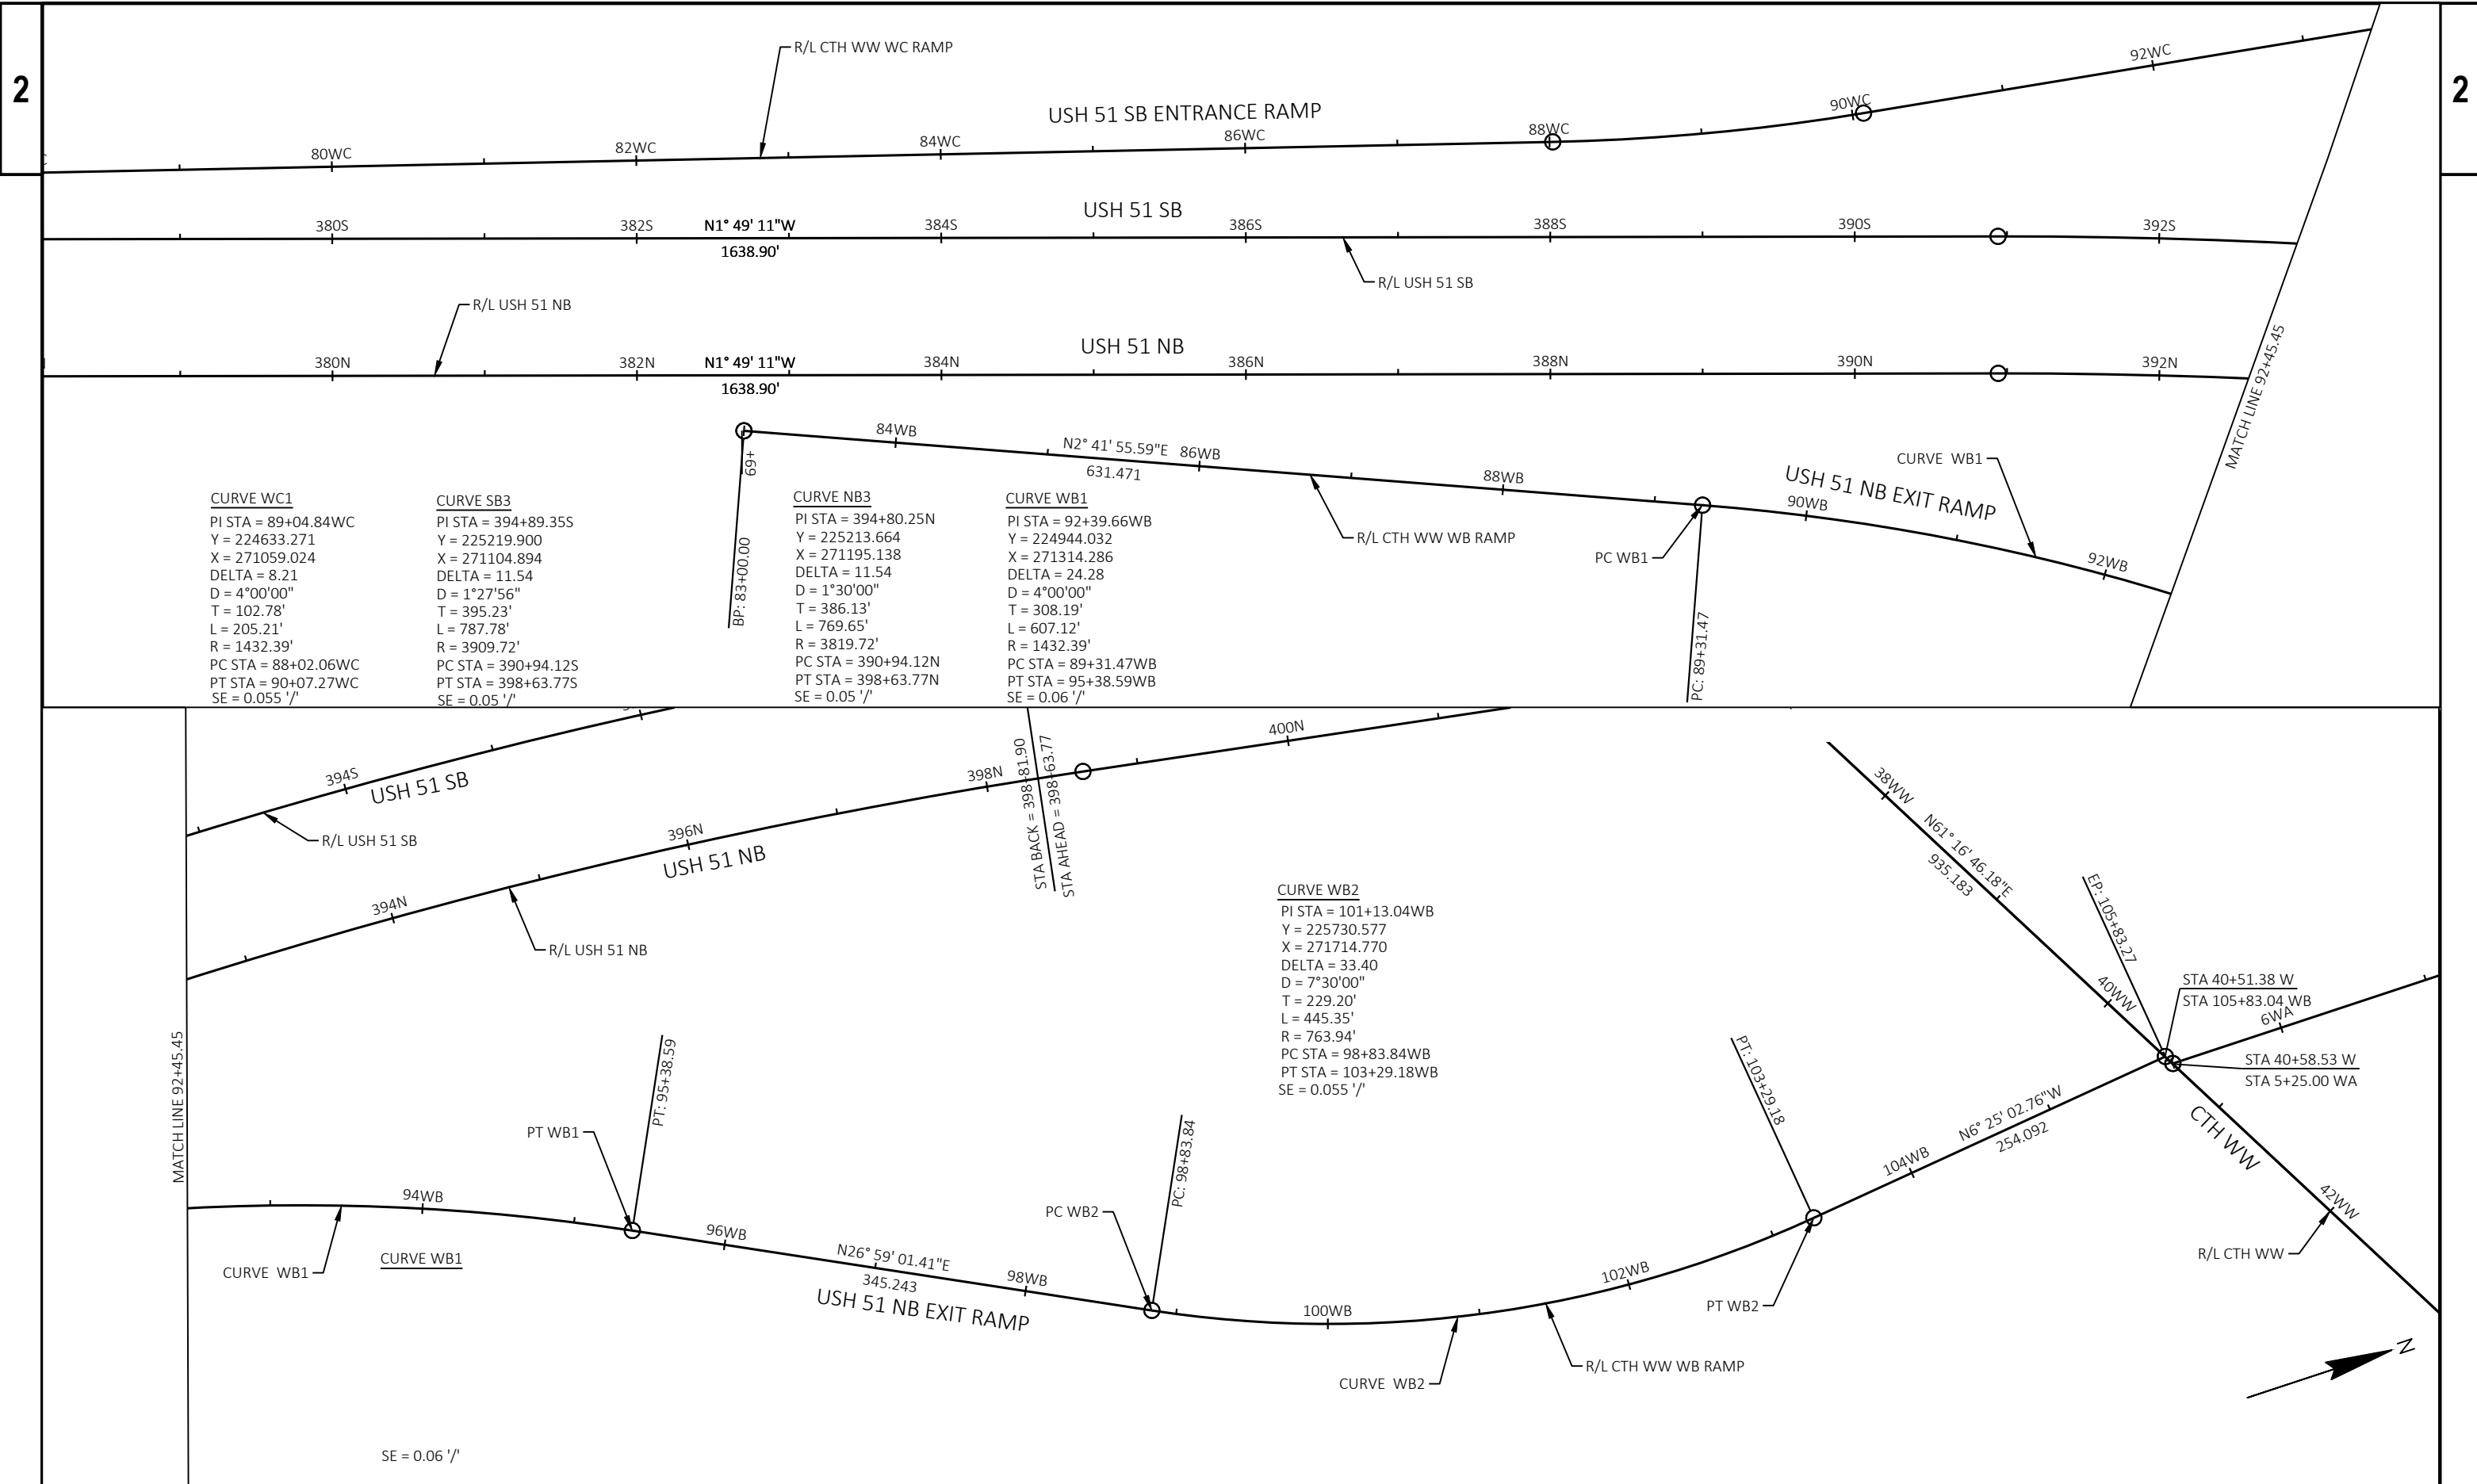 2
2
R/L CTH WW WC RAMP
92WC
USH 51 SB ENTRANCE RAMP
90WC
80WC
82WC
84WC
86WC
88WC
USH 51 SB
380S
382S
N1° 49' 11"W
384S
386S
388S
390S
392S
1638.90'
R/L USH 51 SB
R/L USH 51 NB
USH 51 NB
380N
382N
N1° 49' 11"W
384N
386N
388N
390N
392N
1638.90'
MATCH LINE 92+45.45
84WB
N2° 41' 55.59"E
86WB
631.471
88WB
90WB
92WB
+69
BP: 83+00.00
CURVE WB1
USH 51 NB EXIT RAMP
R/L CTH WW WB RAMP
PC WB1
PC: 89+31.47
CURVE WC1
PI STA = 89+04.84WC
Y = 224633.271
X = 271059.024
DELTA = 8.21
D = 4°00'00"
T = 102.78'
L = 205.21'
R = 1432.39'
PC STA = 88+02.06WC
PT STA = 90+07.27WC
SE = 0.055 '/'
CURVE SB3
PI STA = 394+89.35S
Y = 225219.900
X = 271104.894
DELTA = 11.54
D = 1°27'56"
T = 395.23'
L = 787.78'
R = 3909.72'
PC STA = 390+94.12S
PT STA = 398+63.77S
SE = 0.05 '/'
CURVE NB3
PI STA = 394+80.25N
Y = 225213.664
X = 271195.138
DELTA = 11.54
D = 1°30'00"
T = 386.13'
L = 769.65'
R = 3819.72'
PC STA = 390+94.12N
PT STA = 398+63.77N
SE = 0.05 '/'
CURVE WB1
PI STA = 92+39.66WB
Y = 224944.032
X = 271314.286
DELTA = 24.28
D = 4°00'00"
T = 308.19'
L = 607.12'
R = 1432.39'
PC STA = 89+31.47WB
PT STA = 95+38.59WB
SE = 0.06 '/'
394S
USH 51 SB
R/L USH 51 SB
394N
396N
USH 51 NB
398N
400N
R/L USH 51 NB
STA BACK = 398+81.90
STA AHEAD = 398+63.77
38WW
N61° 16' 46.18"E
935.183
40WW
EP: 105+83.27
STA 40+51.38 W
STA 105+83.04 WB
6WA
STA 40+58.53 W
STA 5+25.00 WA
CTH WW
42WW
R/L CTH WW
CURVE WB2
PI STA = 101+13.04WB
Y = 225730.577
X = 271714.770
DELTA = 33.40
D = 7°30'00"
T = 229.20'
L = 445.35'
R = 763.94'
PC STA = 98+83.84WB
PT STA = 103+29.18WB
SE = 0.055 '/'
MATCH LINE 92+45.45
94WB
CURVE WB1
CURVE WB1
PT WB1
PT: 95+38.59
96WB
N26° 59' 01.41"E
345.243
98WB
USH 51 NB EXIT RAMP
PC WB2
PC: 98+83.84
100WB
102WB
CURVE WB2
R/L CTH WW WB RAMP
PT WB2
PT: 103+29.18
104WB
N6° 25' 02.76"W
254.092
N
SE = 0.06 '/'